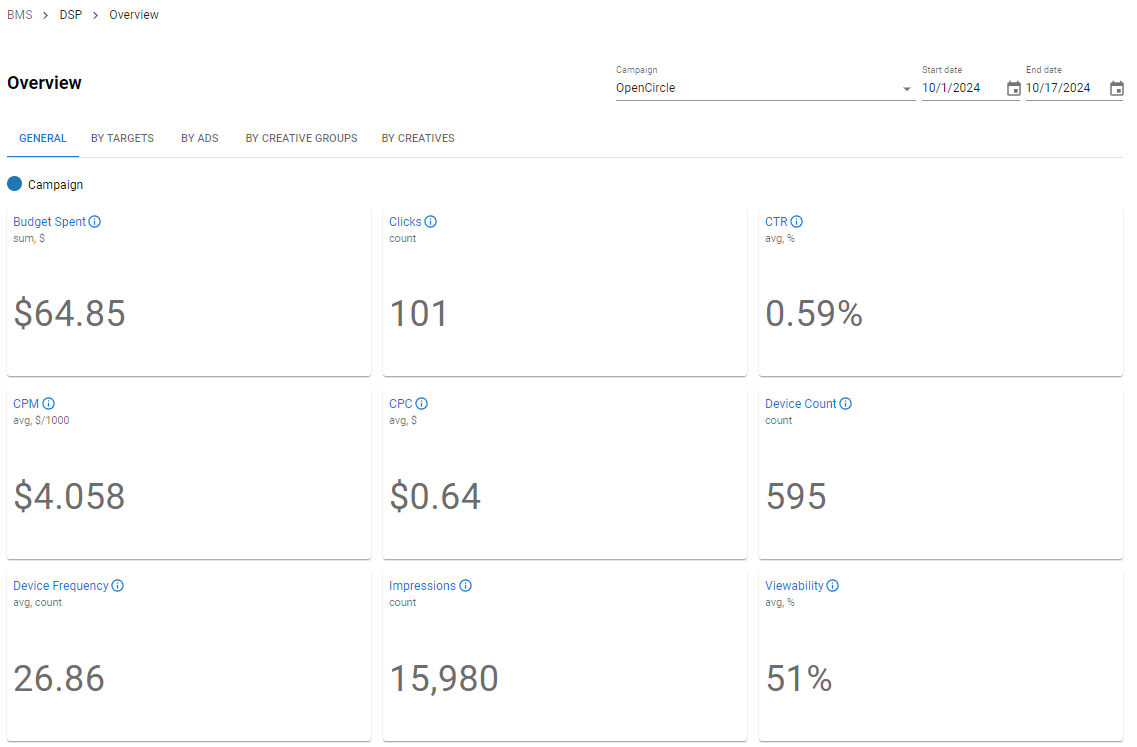 BMS > DSP > Overview
Overview
Campaign
OpenCircle
Start date
10/1/2024
End date
10/17/2024
GENERAL BY TARGETS BY ADS BY CREATIVE GROUPS BY CREATIVES
Campaign
Budget Spent
sum, $
$64.85
Clicks
count
101
CTR
avg, %
0.59%
CPM
avg, $/1000
$4.058
CPC
avg, $
$0.64
Device Count
count
595
Device Frequency
avg, count
26.86
Impressions
count
15,980
Viewability
avg, %
51%